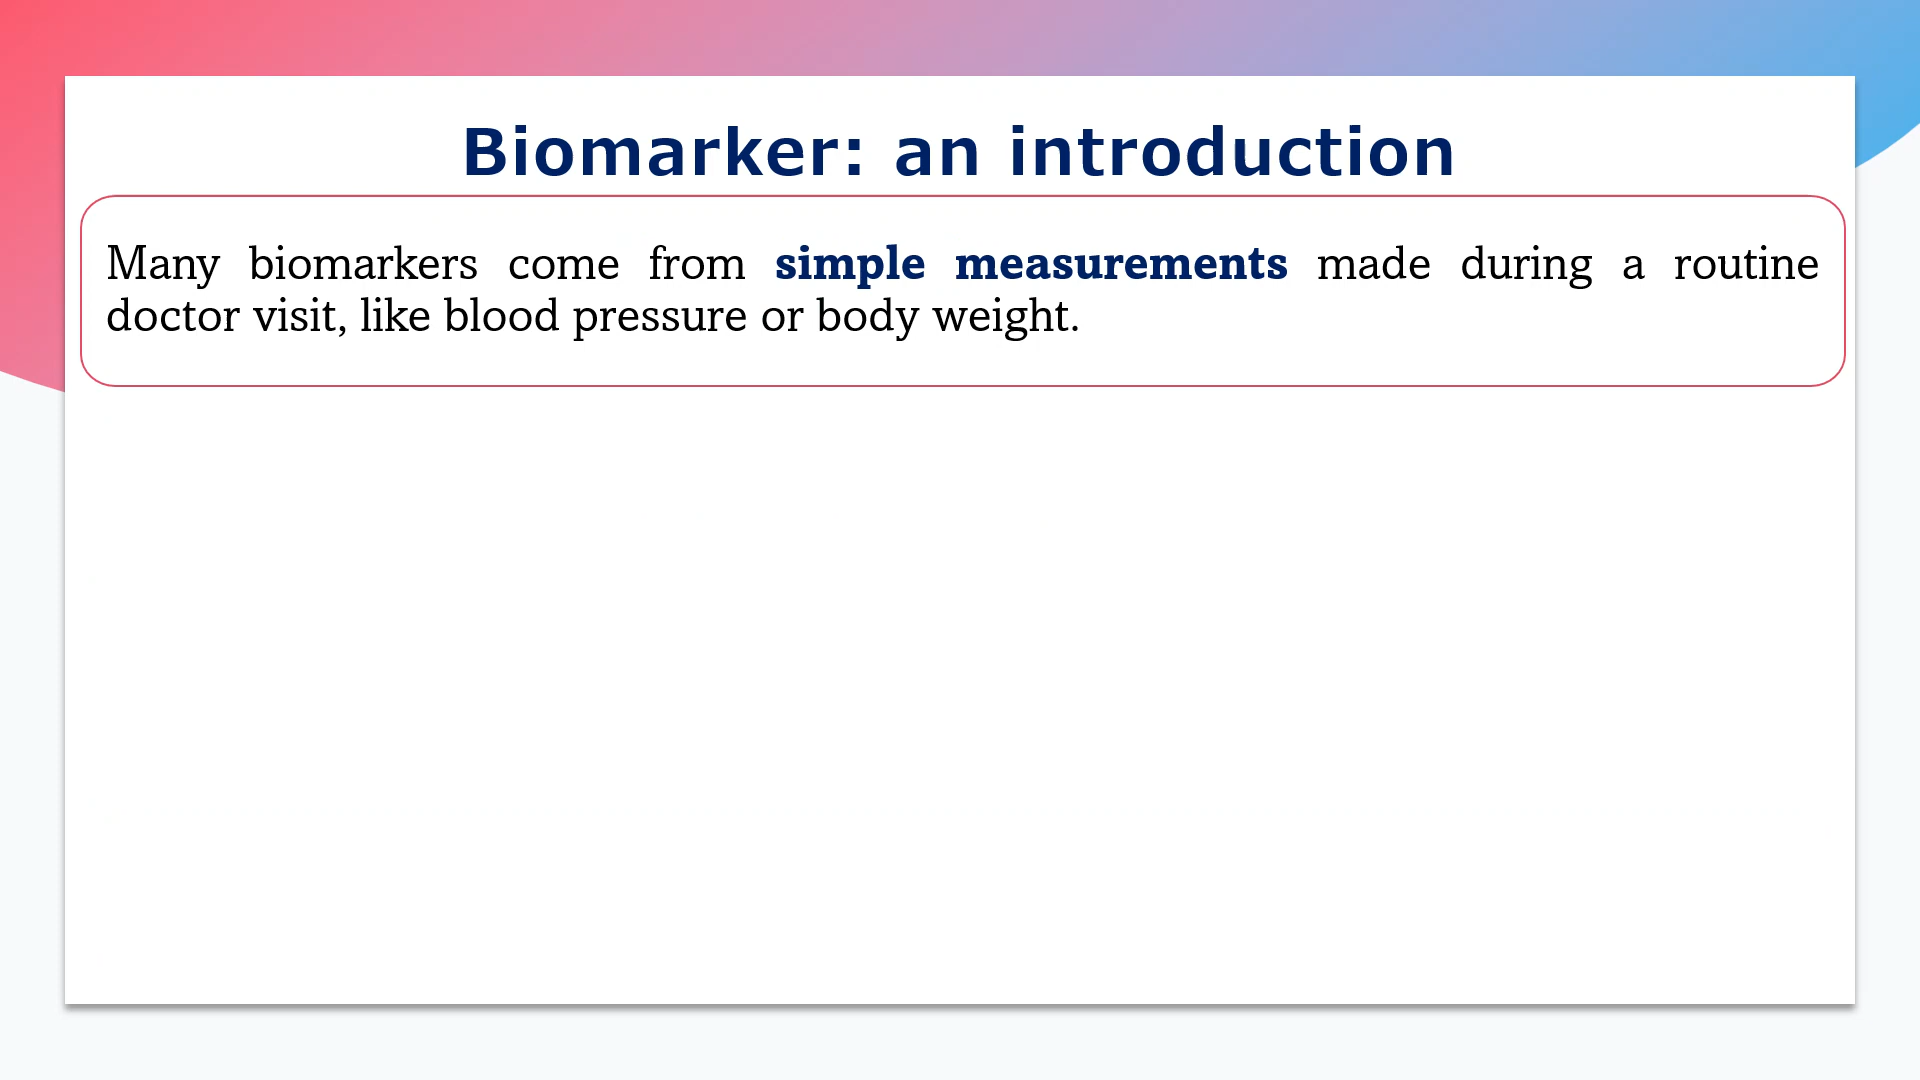 Biomarker: an introduction
Many biomarkers come from simple measurements made during a routine
doctor visit, like blood pressure or body weight.